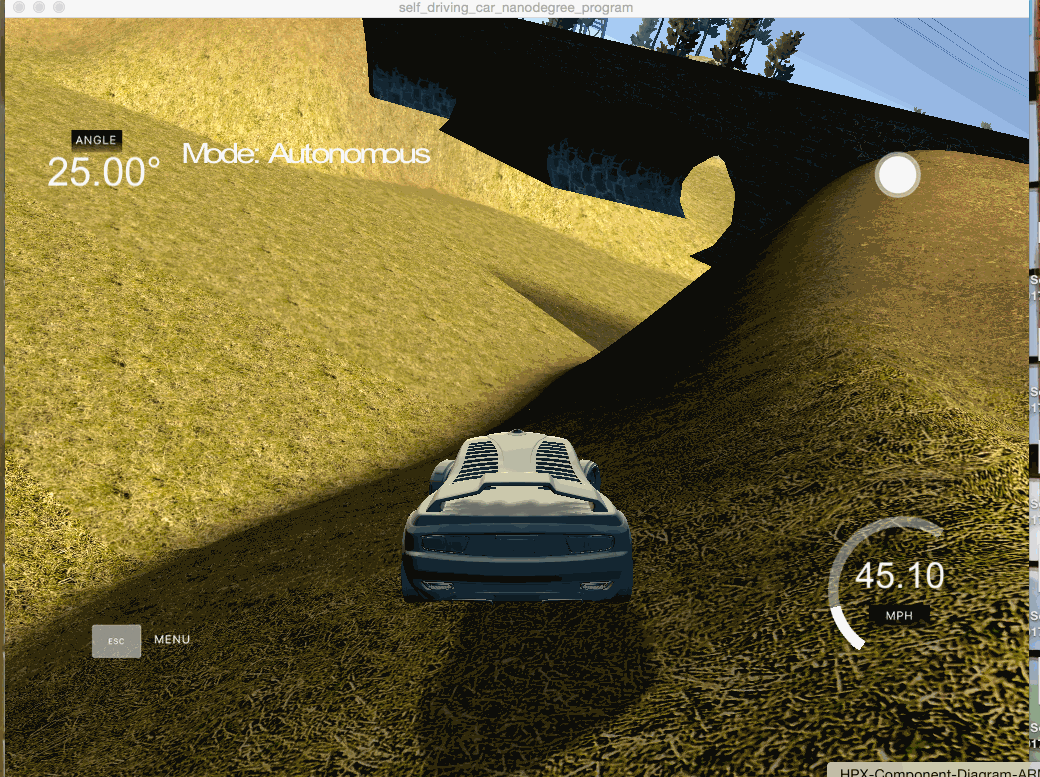 self_driving_car_nanodegree_program
ANGLE
25.00°
Mode: Autonomous
45.10
MPH
ESC
MENU
HPX-Component-Diagram-AR